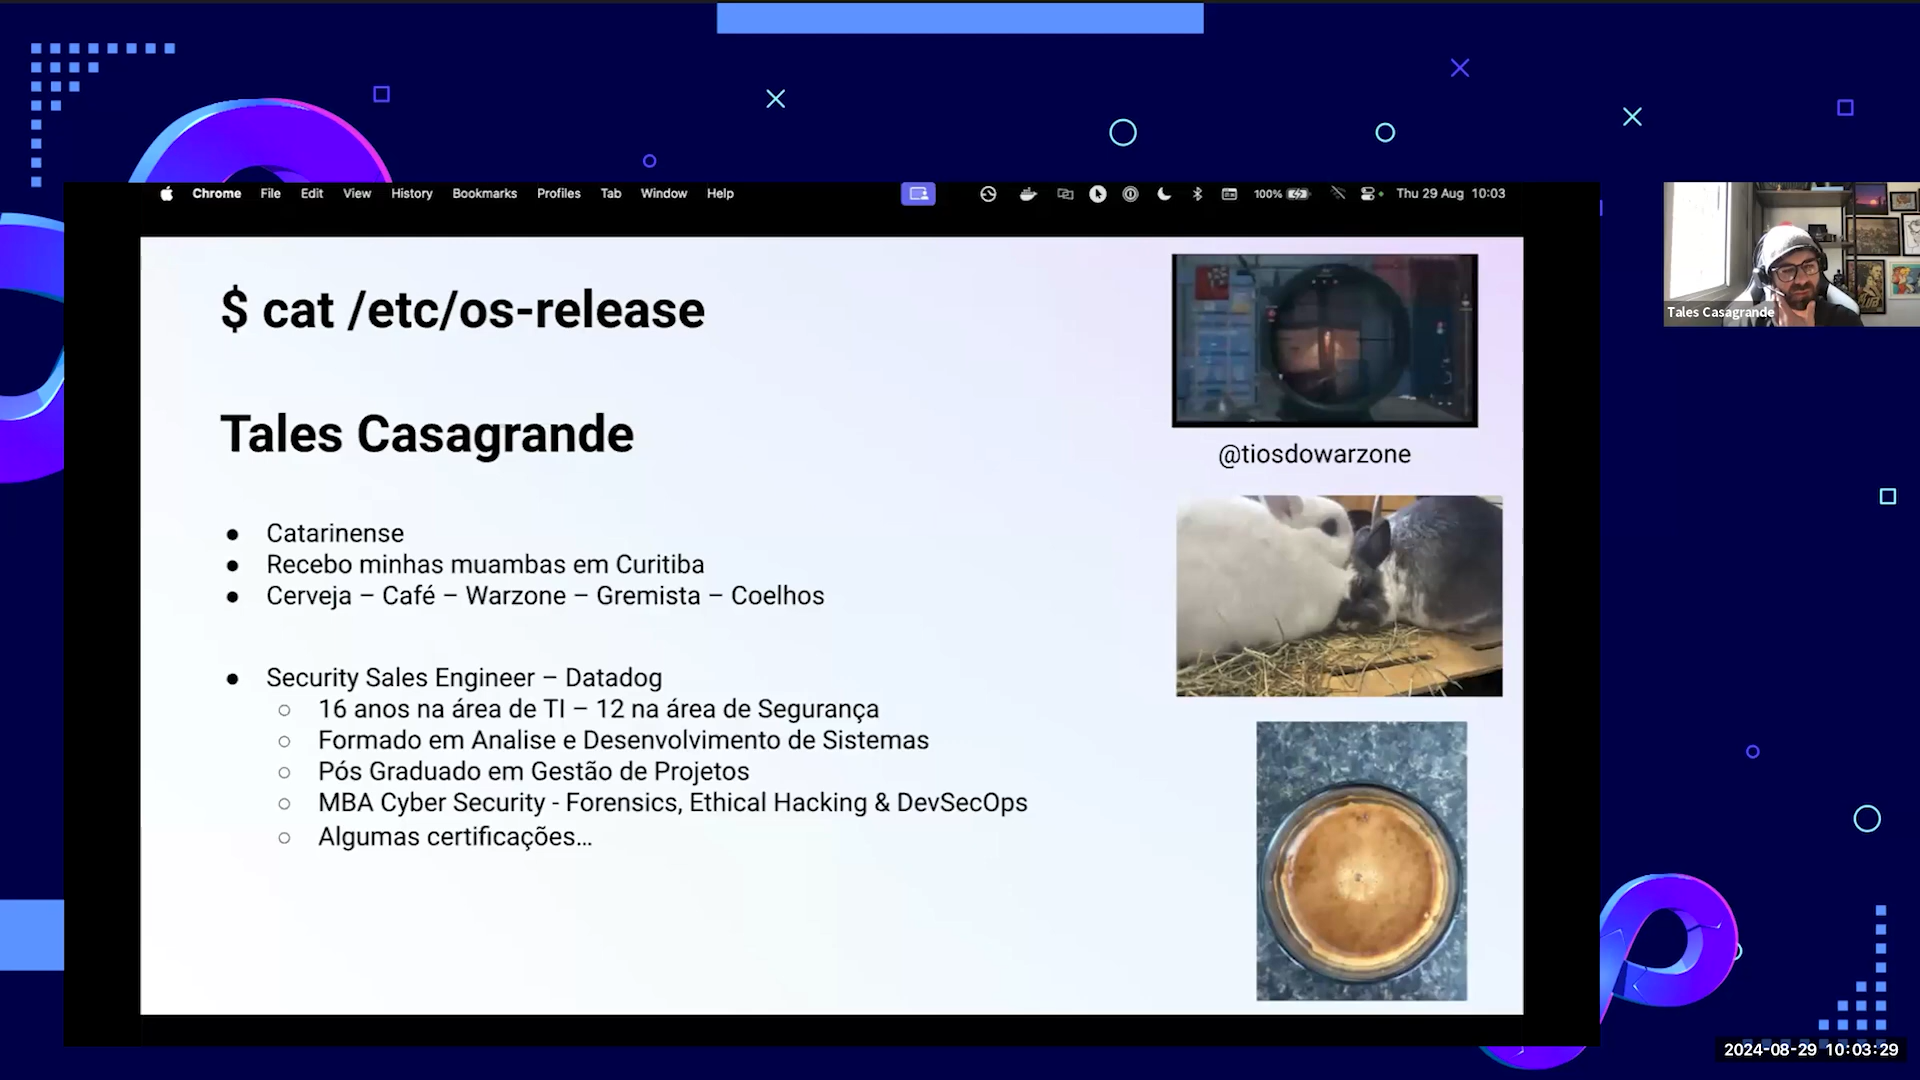 Chrome File Edit View History Bookmarks Profiles Tab Window Help 100% Thu 29 Aug 10:03
$ cat /etc/os-release
Tales Casagrande
@tiosdowarzone
Tales Casagrande
● Catarinense
● Recebo minhas muambas em Curitiba
● Cerveja – Café – Warzone – Gremista – Coelhos
● Security Sales Engineer – Datadog
○ 16 anos na área de TI – 12 na área de Segurança
○ Formado em Analise e Desenvolvimento de Sistemas
○ Pós Graduado em Gestão de Projetos
○ MBA Cyber Security - Forensics, Ethical Hacking & DevSecOps
○ Algumas certificações…
2024-08-29 10:03:29